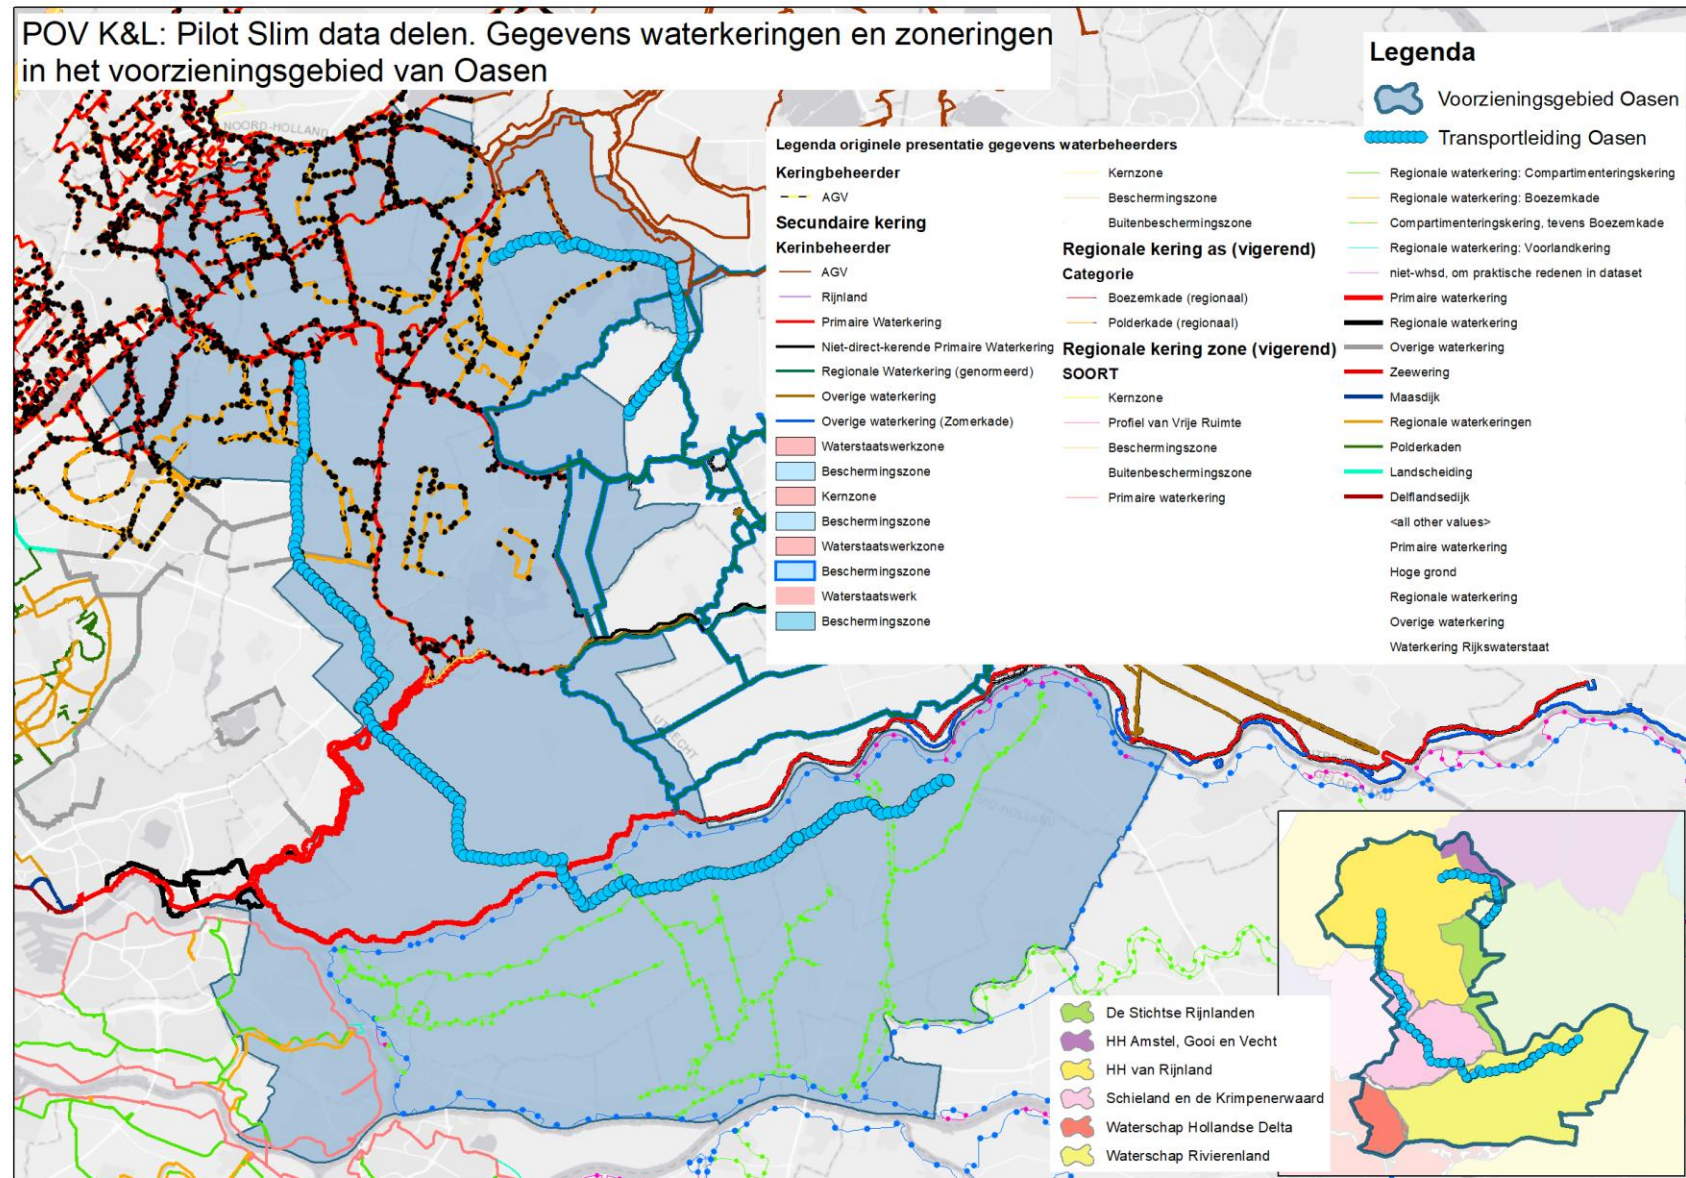 POV K&L: Pilot Slim data delen. Gegevens waterkeringen en zoneringen
in het voorzieningsgebied van Oasen
Legenda
Voorzieningsgebied Oasen
Transportleiding Oasen
Legenda originele presentatie gegevens waterbeheerders
Keringbeheerder
AGV
Secundaire kering
Kerinbeheerder
AGV
Rijnland
Primaire Waterkering
Niet-direct-kerende Primaire Waterkering
Regionale Waterkering (genormeerd)
Overige waterkering
Overige waterkering (Zomerkade)
Waterstaatswerkzone
Beschermingszone
Kernzone
Beschermingszone
Waterstaatswerkzone
Beschermingszone
Waterstaatswerk
Beschermingszone
Kernzone
Beschermingszone
Buitenbeschermingszone
Regionale kering as (vigerend)
Categorie
Boezemkade (regionaal)
Polderkade (regionaal)
Regionale kering zone (vigerend)
SOORT
Kernzone
Profiel van Vrije Ruimte
Beschermingszone
Buitenbeschermingszone
Primaire waterkering
Regionale waterkering: Compartimenteringskering
Regionale waterkering: Boezemkade
Compartimenteringskering, tevens Boezemkade
Regionale waterkering: Voorlandkering
niet-whsd, om praktische redenen in dataset
Primaire waterkering
Regionale waterkering
Overige waterkering
Zeewering
Maasdijk
Regionale waterkeringen
Polderkaden
Landscheiding
Delflandsedijk
<all other values>
Primaire waterkering
Hoge grond
Regionale waterkering
Overige waterkering
Waterkering Rijkswaterstaat
NOORD-HOLLAND
UTRECHT
GELDERLAND
De Stichtse Rijnlanden
HH Amstel, Gooi en Vecht
HH van Rijnland
Schieland en de Krimpenerwaard
Waterschap Hollandse Delta
Waterschap Rivierenland